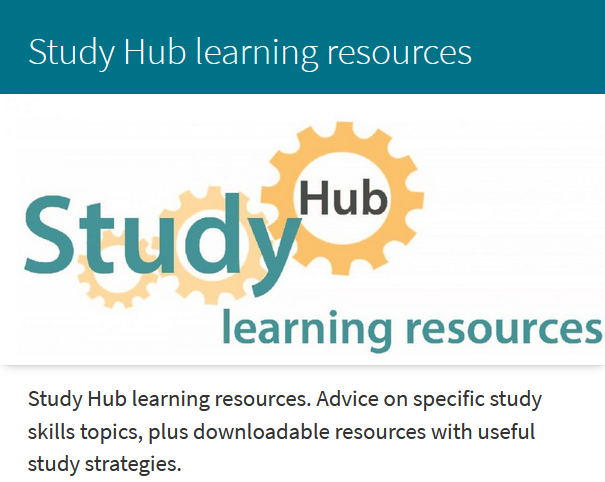 Study Hub learning resources
Study Hub
learning resources
Study Hub learning resources. Advice on specific study
skills topics, plus downloadable resources with useful
study strategies.